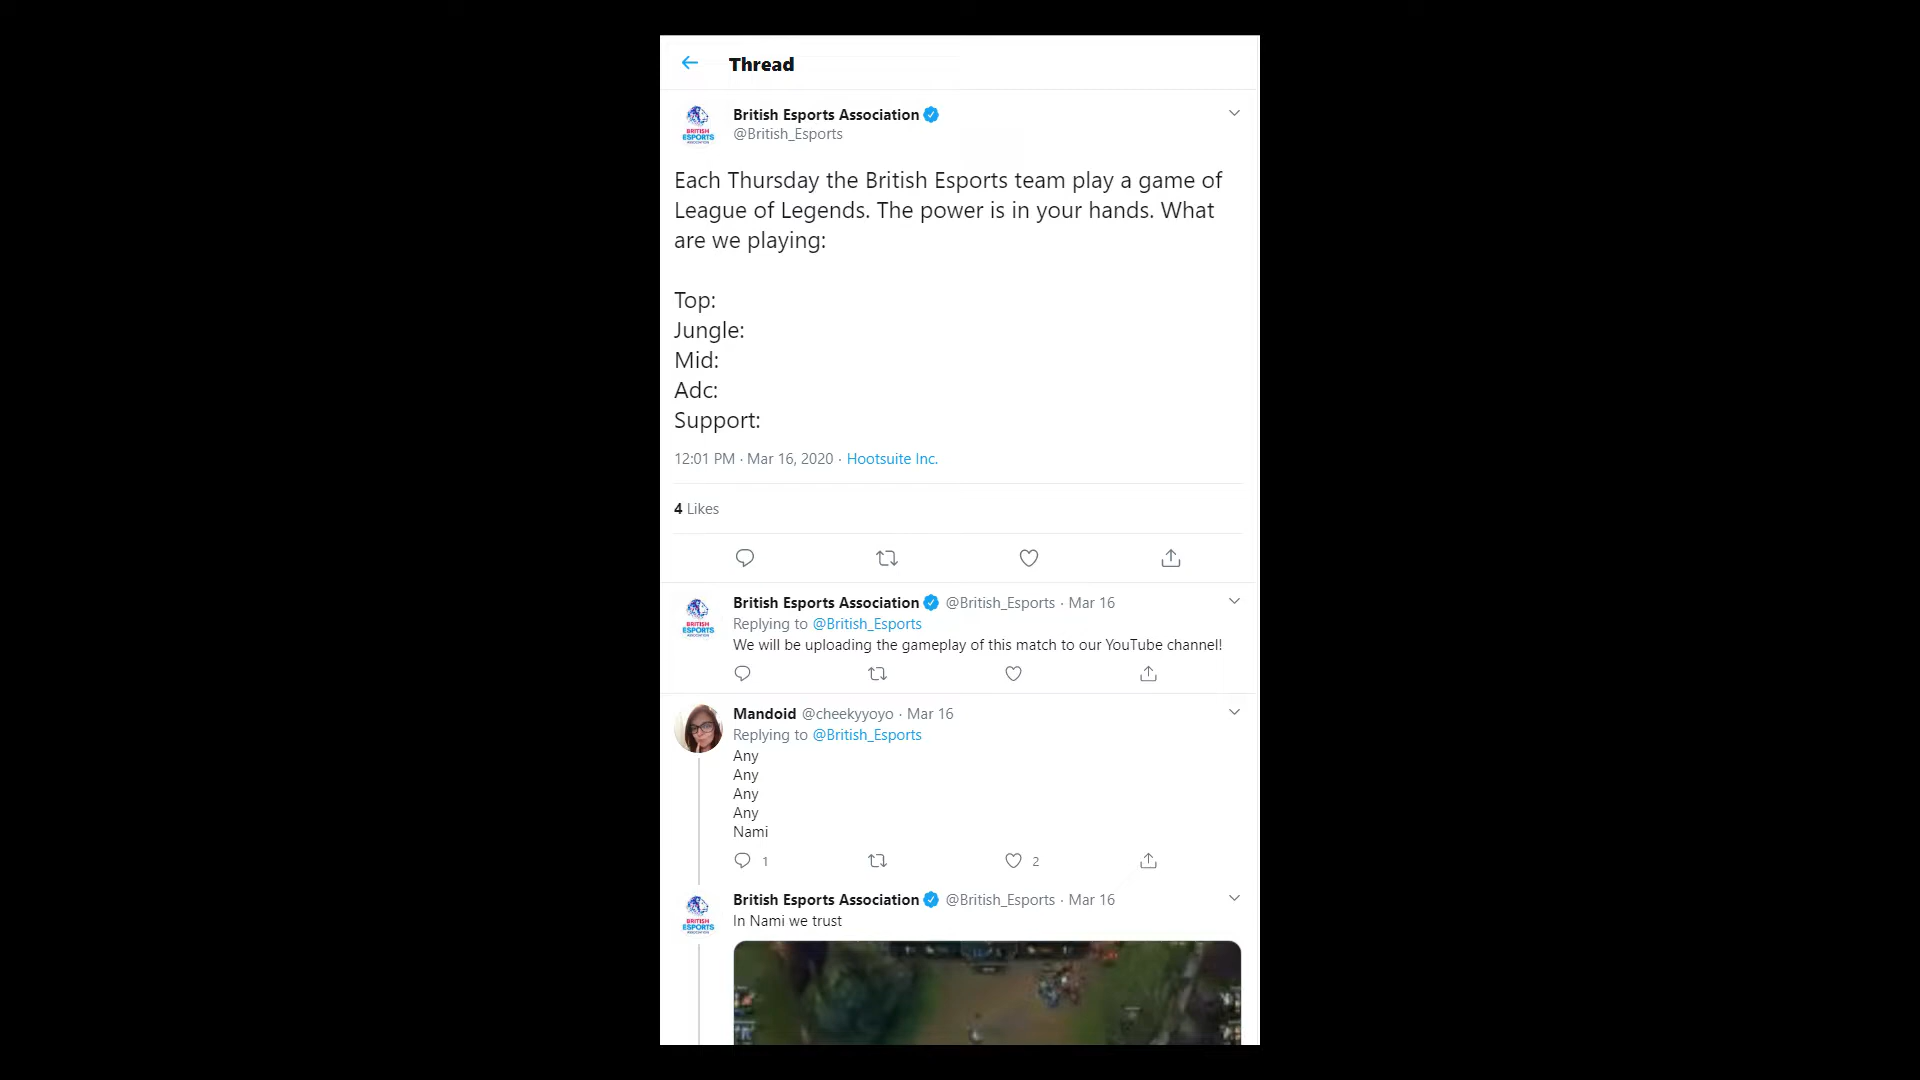 Thread
British Esports Association
@British_Esports
Each Thursday the British Esports team play a game of
League of Legends. The power is in your hands. What
are we playing:
Top:
Jungle:
Mid:
Adc:
Support:
12:01 PM · Mar 16, 2020 · Hootsuite Inc.
4 Likes
British Esports Association @British_Esports · Mar 16
Replying to @British_Esports
We will be uploading the gameplay of this match to our YouTube channel!
Mandoid @cheekyyoyo · Mar 16
Replying to @British_Esports
Any
Any
Any
Any
Nami
1 2
British Esports Association @British_Esports · Mar 16
In Nami we trust